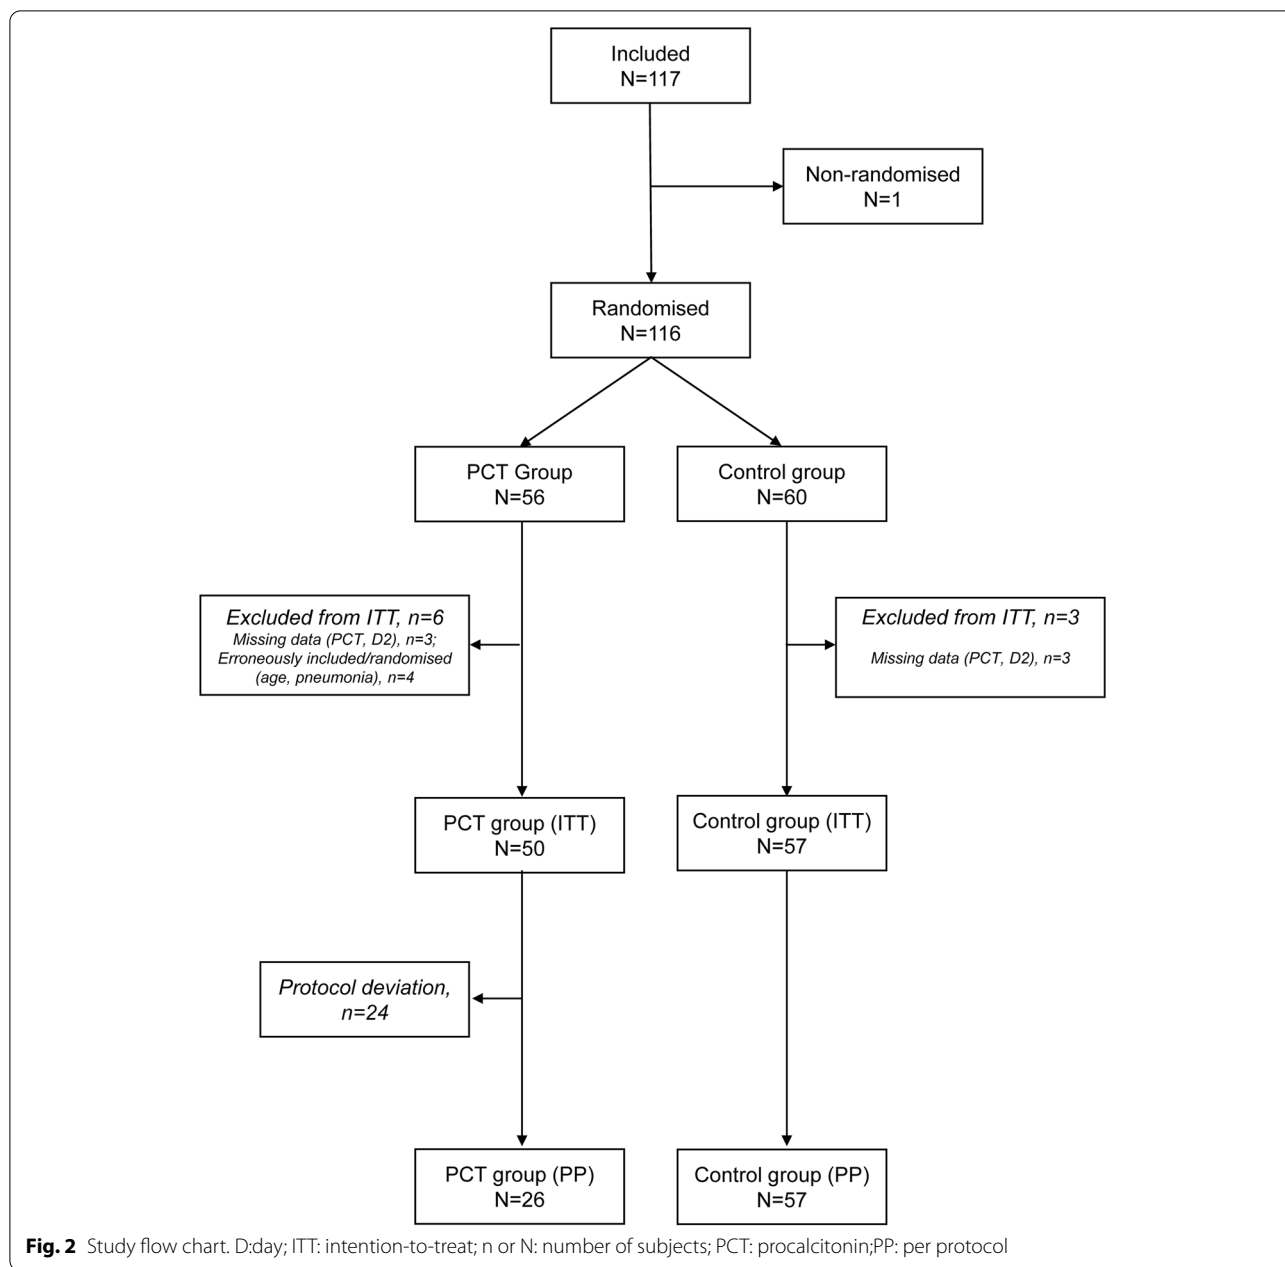 Included
N=117
Non-randomised
N=1
Randomised
N=116
PCT Group
N=56
Control group
N=60
Excluded from ITT, n=6
Missing data (PCT, D2), n=3;
Erroneously included/randomised
(age, pneumonia), n=4
Excluded from ITT, n=3
Missing data (PCT, D2), n=3
PCT group (ITT)
N=50
Control group (ITT)
N=57
Protocol deviation,
n=24
PCT group (PP)
N=26
Control group (PP)
N=57
Fig. 2 Study flow chart. D:day; ITT: intention-to-treat; n or N: number of subjects; PCT: procalcitonin;PP: per protocol